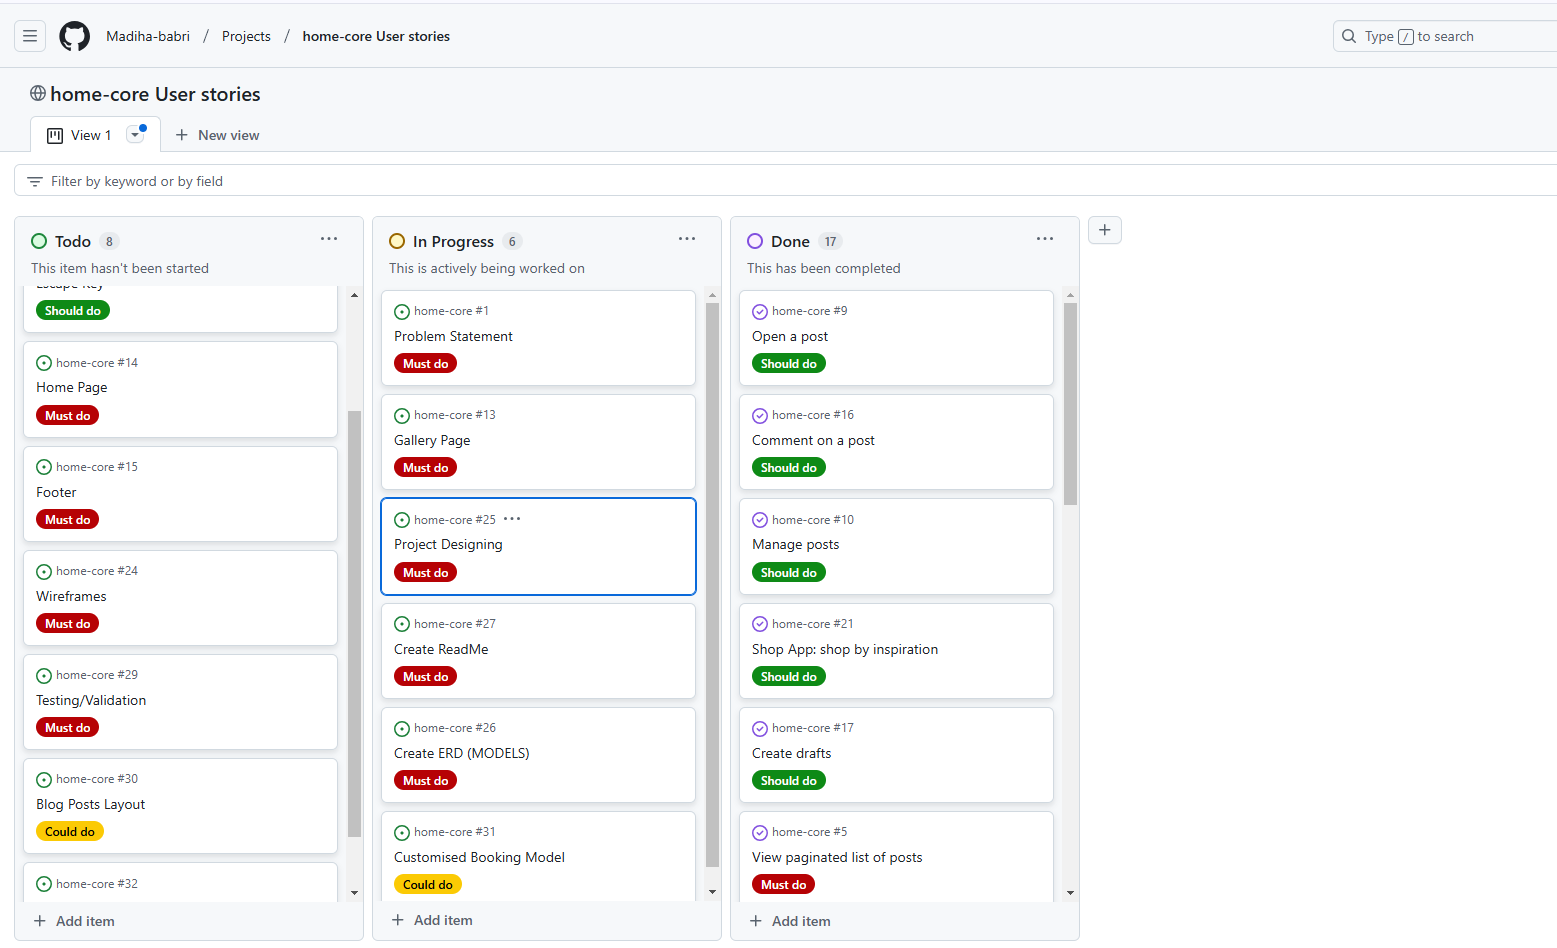 Madiha-babri / Projects / home-core User stories
Type / to search
home-core User stories
View 1
New view
Filter by keyword or by field
Todo 8
This item hasn't been started
Escape Key
Should do
home-core #14
Home Page
Must do
home-core #15
Footer
Must do
home-core #24
Wireframes
Must do
home-core #29
Testing/Validation
Must do
home-core #30
Blog Posts Layout
Could do
home-core #32
Add item
In Progress 6
This is actively being worked on
home-core #1
Problem Statement
Must do
home-core #13
Gallery Page
Must do
home-core #25
Project Designing
Must do
home-core #27
Create ReadMe
Must do
home-core #26
Create ERD (MODELS)
Must do
home-core #31
Customised Booking Model
Could do
Add item
Done 17
This has been completed
home-core #9
Open a post
Should do
home-core #16
Comment on a post
Should do
home-core #10
Manage posts
Should do
home-core #21
Shop App: shop by inspiration
Should do
home-core #17
Create drafts
Should do
home-core #5
View paginated list of posts
Must do
Add item